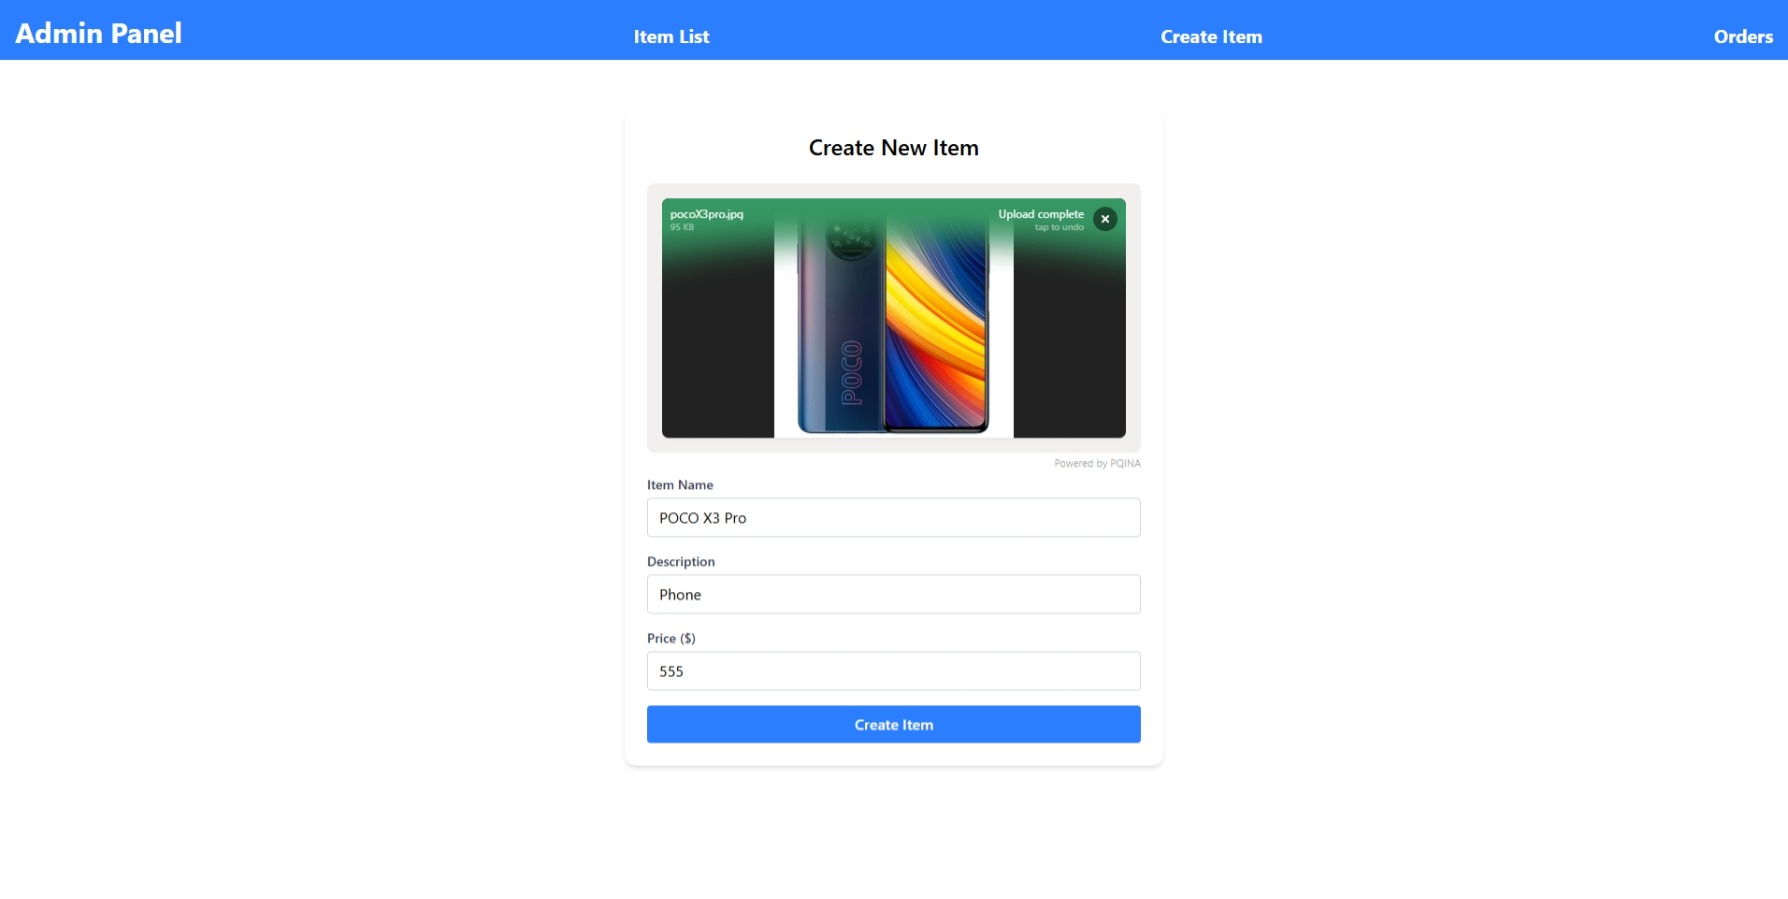 Admin Panel
Item List
Create Item
Orders
Create New Item
pocoX3pro.jpg
95 KB
Upload complete
tap to undo
POCO
Powered by PQINA
Item Name
POCO X3 Pro
Description
Phone
Price ($)
555
Create Item